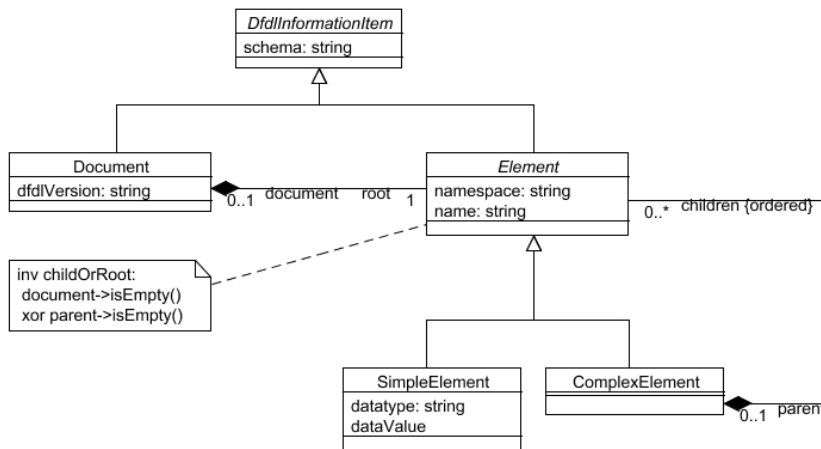 DfdlInformationItem
schema: string
Document
dfdlVersion: string
0..1 document root 1
Element
namespace: string
name: string
0..* children {ordered}
inv childOrRoot:
document->isEmpty()
xor parent->isEmpty()
SimpleElement
datatype: string
dataValue
ComplexElement
0..1 parent